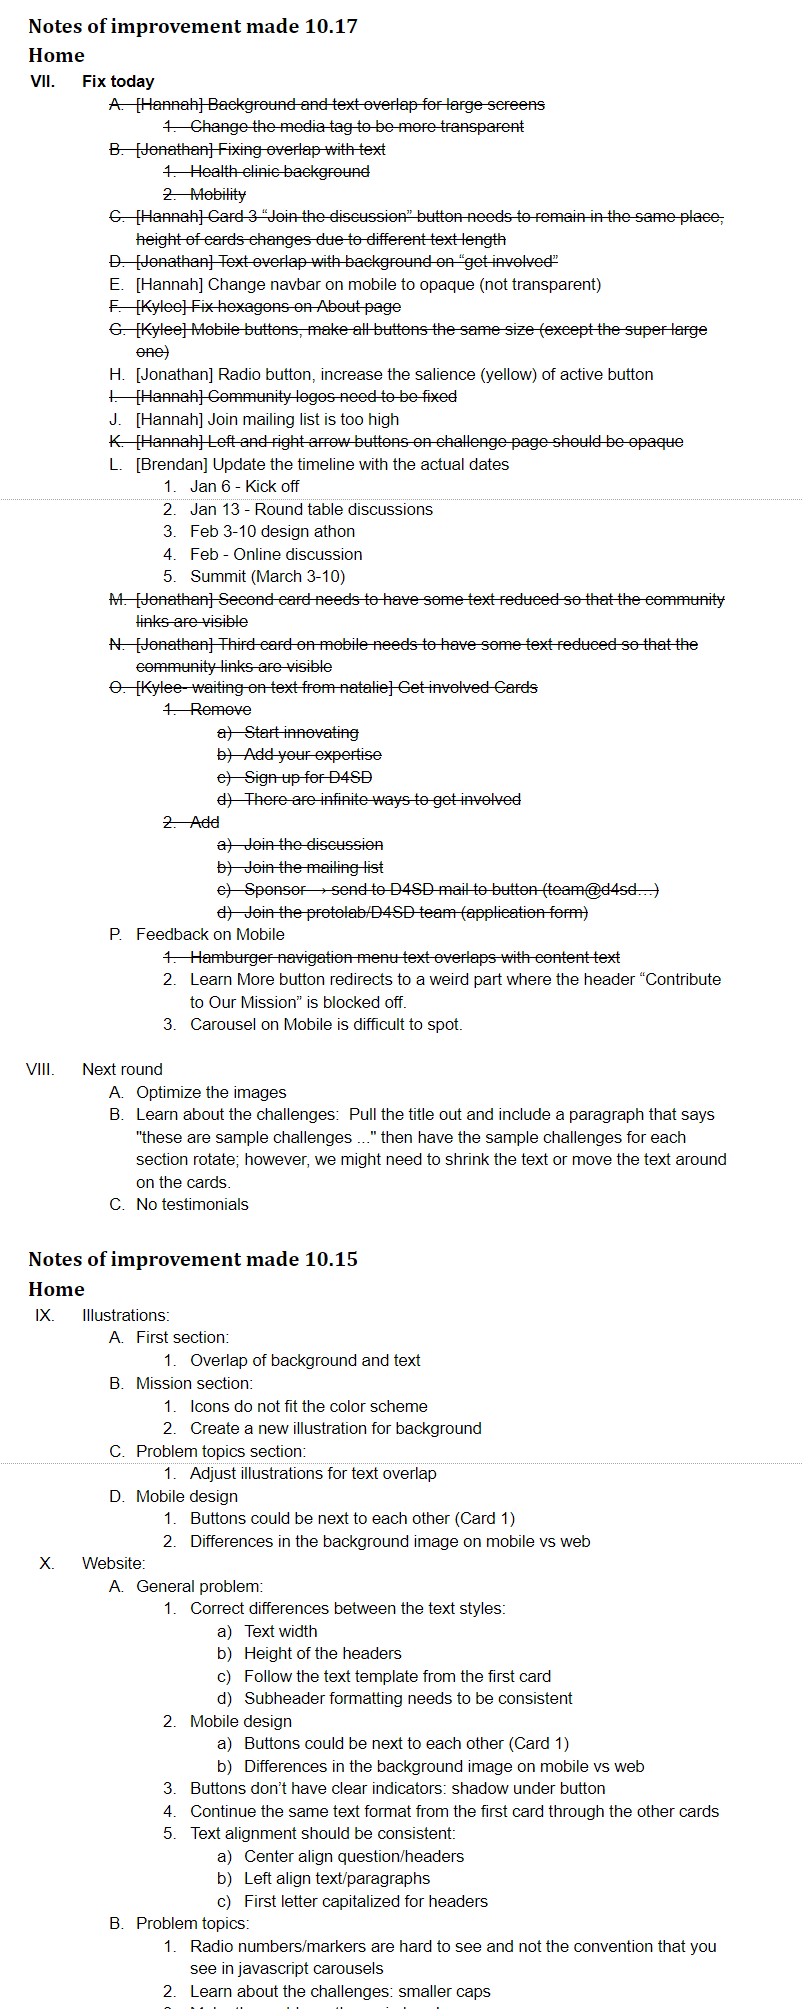 Notes of improvement made 10.17
Home
VII. Fix today
A. [Hannah] Background and text overlap for large screens
1. Change the media tag to be more transparent
B. [Jonathan] Fixing overlap with text
1. Health clinic background
2. Mobility
C. [Hannah] Card 3 “Join the discussion” button needs to remain in the same place,
height of cards changes due to different text length
D. [Jonathan] Text overlap with background on “get involved”
E. [Hannah] Change navbar on mobile to opaque (not transparent)
F. [Kylee] Fix hexagons on About page
G. [Kylee] Mobile buttons, make all buttons the same size (except the super large
one)
H. [Jonathan] Radio button, increase the salience (yellow) of active button
I. [Hannah] Community logos need to be fixed
J. [Hannah] Join mailing list is too high
K. [Hannah] Left and right arrow buttons on challenge page should be opaque
L. [Brendan] Update the timeline with the actual dates
1. Jan 6 - Kick off
2. Jan 13 - Round table discussions
3. Feb 3-10 design athon
4. Feb - Online discussion
5. Summit (March 3-10)
M. [Jonathan] Second card needs to have some text reduced so that the community
links are visible
N. [Jonathan] Third card on mobile needs to have some text reduced so that the
community links are visible
O. [Kylee- waiting on text from natalie] Get involved Cards
1. Remove
a) Start innovating
b) Add your expertise
c) Sign up for D4SD
d) There are infinite ways to get involved
2. Add
a) Join the discussion
b) Join the mailing list
c) Sponsor → send to D4SD mail to button (team@d4sd…)
d) Join the protolab/D4SD team (application form)
P. Feedback on Mobile
1. Hamburger navigation menu text overlaps with content text
2. Learn More button redirects to a weird part where the header “Contribute
to Our Mission” is blocked off.
3. Carousel on Mobile is difficult to spot.
VIII. Next round
A. Optimize the images
B. Learn about the challenges: Pull the title out and include a paragraph that says
"these are sample challenges ..." then have the sample challenges for each
section rotate; however, we might need to shrink the text or move the text around
on the cards.
C. No testimonials
Notes of improvement made 10.15
Home
IX. Illustrations:
A. First section:
1. Overlap of background and text
B. Mission section:
1. Icons do not fit the color scheme
2. Create a new illustration for background
C. Problem topics section:
1. Adjust illustrations for text overlap
D. Mobile design
1. Buttons could be next to each other (Card 1)
2. Differences in the background image on mobile vs web
X. Website:
A. General problem:
1. Correct differences between the text styles:
a) Text width
b) Height of the headers
c) Follow the text template from the first card
d) Subheader formatting needs to be consistent
2. Mobile design
a) Buttons could be next to each other (Card 1)
b) Differences in the background image on mobile vs web
3. Buttons don’t have clear indicators: shadow under button
4. Continue the same text format from the first card through the other cards
5. Text alignment should be consistent:
a) Center align question/headers
b) Left align text/paragraphs
c) First letter capitalized for headers
B. Problem topics:
1. Radio numbers/markers are hard to see and not the convention that you
see in javascript carousels
2. Learn about the challenges: smaller caps